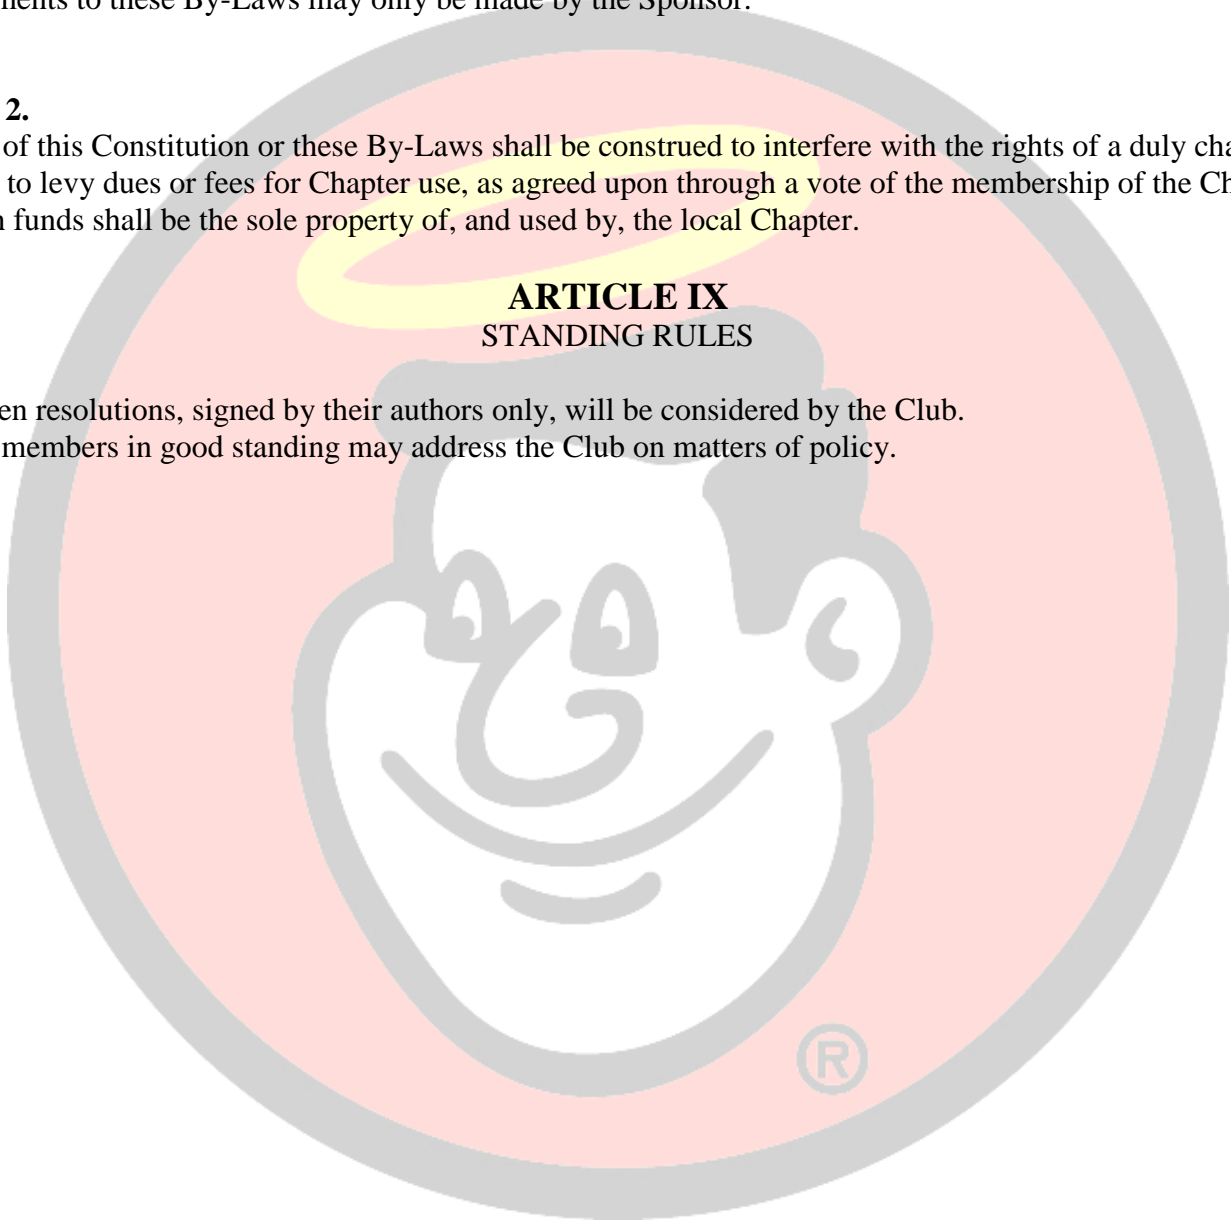 ments to these By-Laws may only be made by the Sponsor.
2.
of this Constitution or these By-Laws shall be construed to interfere with the rights of a duly cha
to levy dues or fees for Chapter use, as agreed upon through a vote of the membership of the Ch
funds shall be the sole property of, and used by, the local Chapter.
ARTICLE IX
STANDING RULES
en resolutions, signed by their authors only, will be considered by the Club.
members in good standing may address the Club on matters of policy.
®